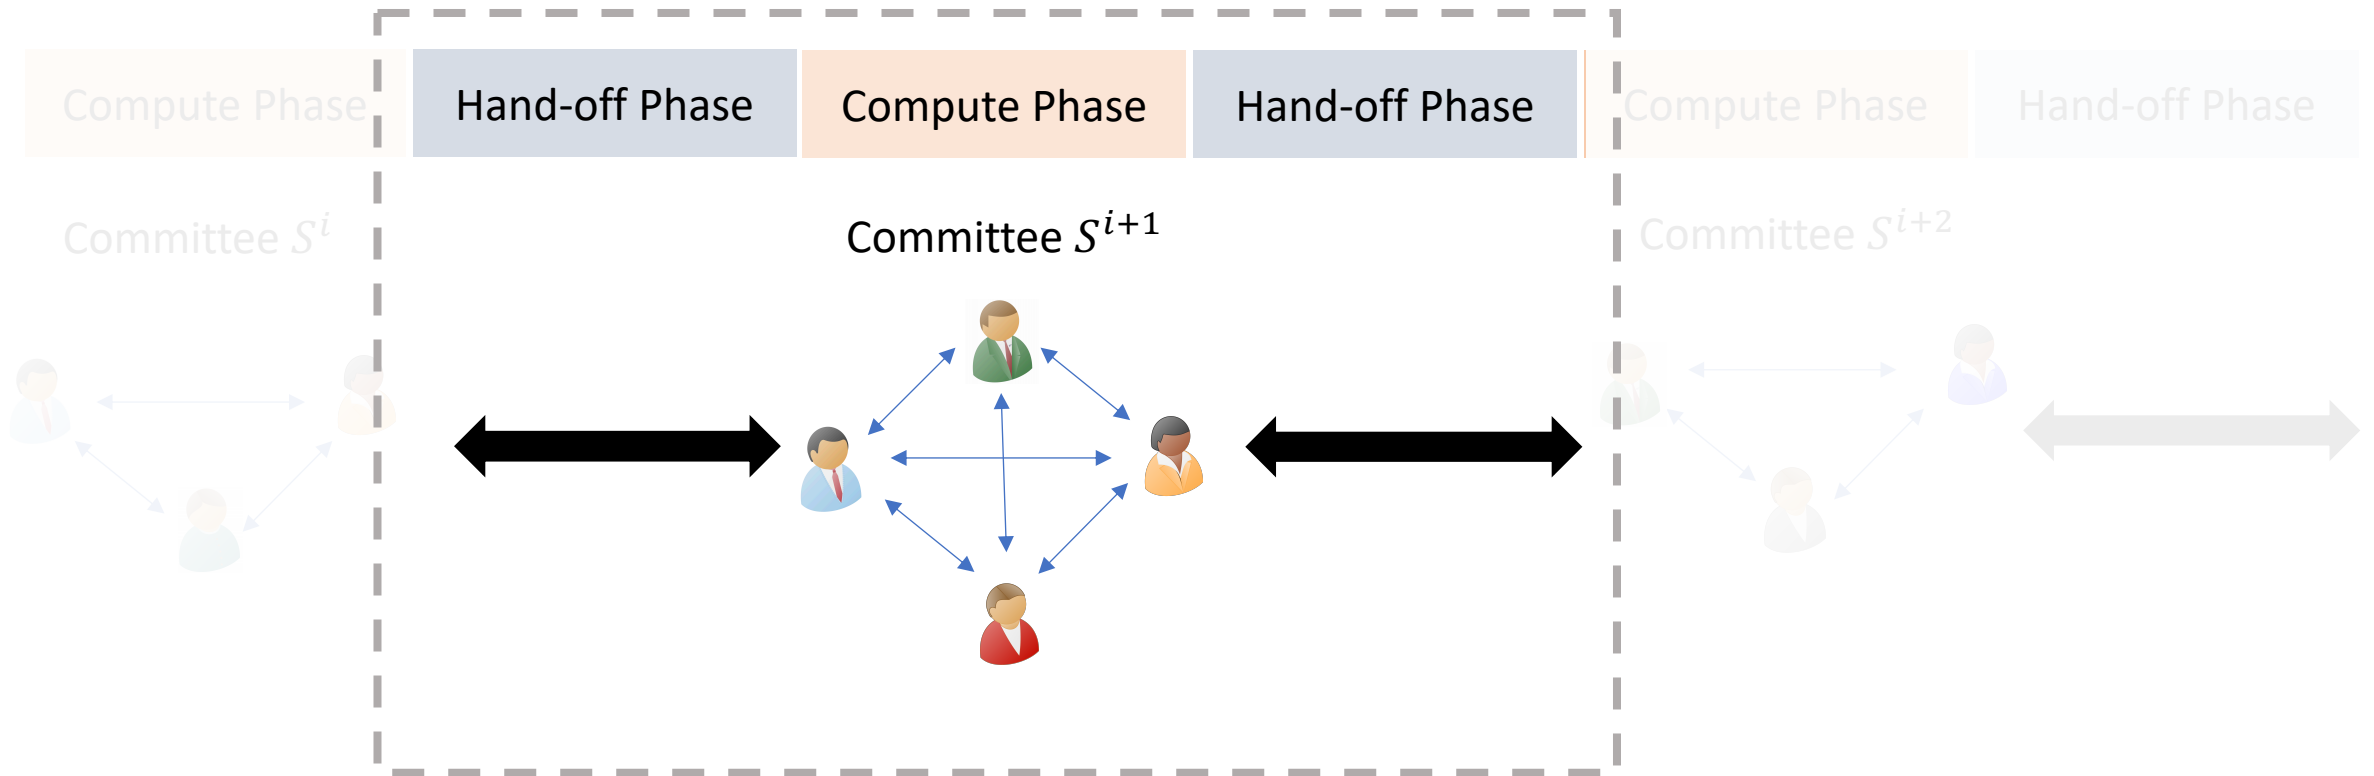 Compute Phase
Hand-off Phase
Compute Phase
Hand-off Phase
Compute Phase
Hand-off Phase
Committee $S^{i}$
Committee $S^{i+1}$
Committee $S^{i+2}$